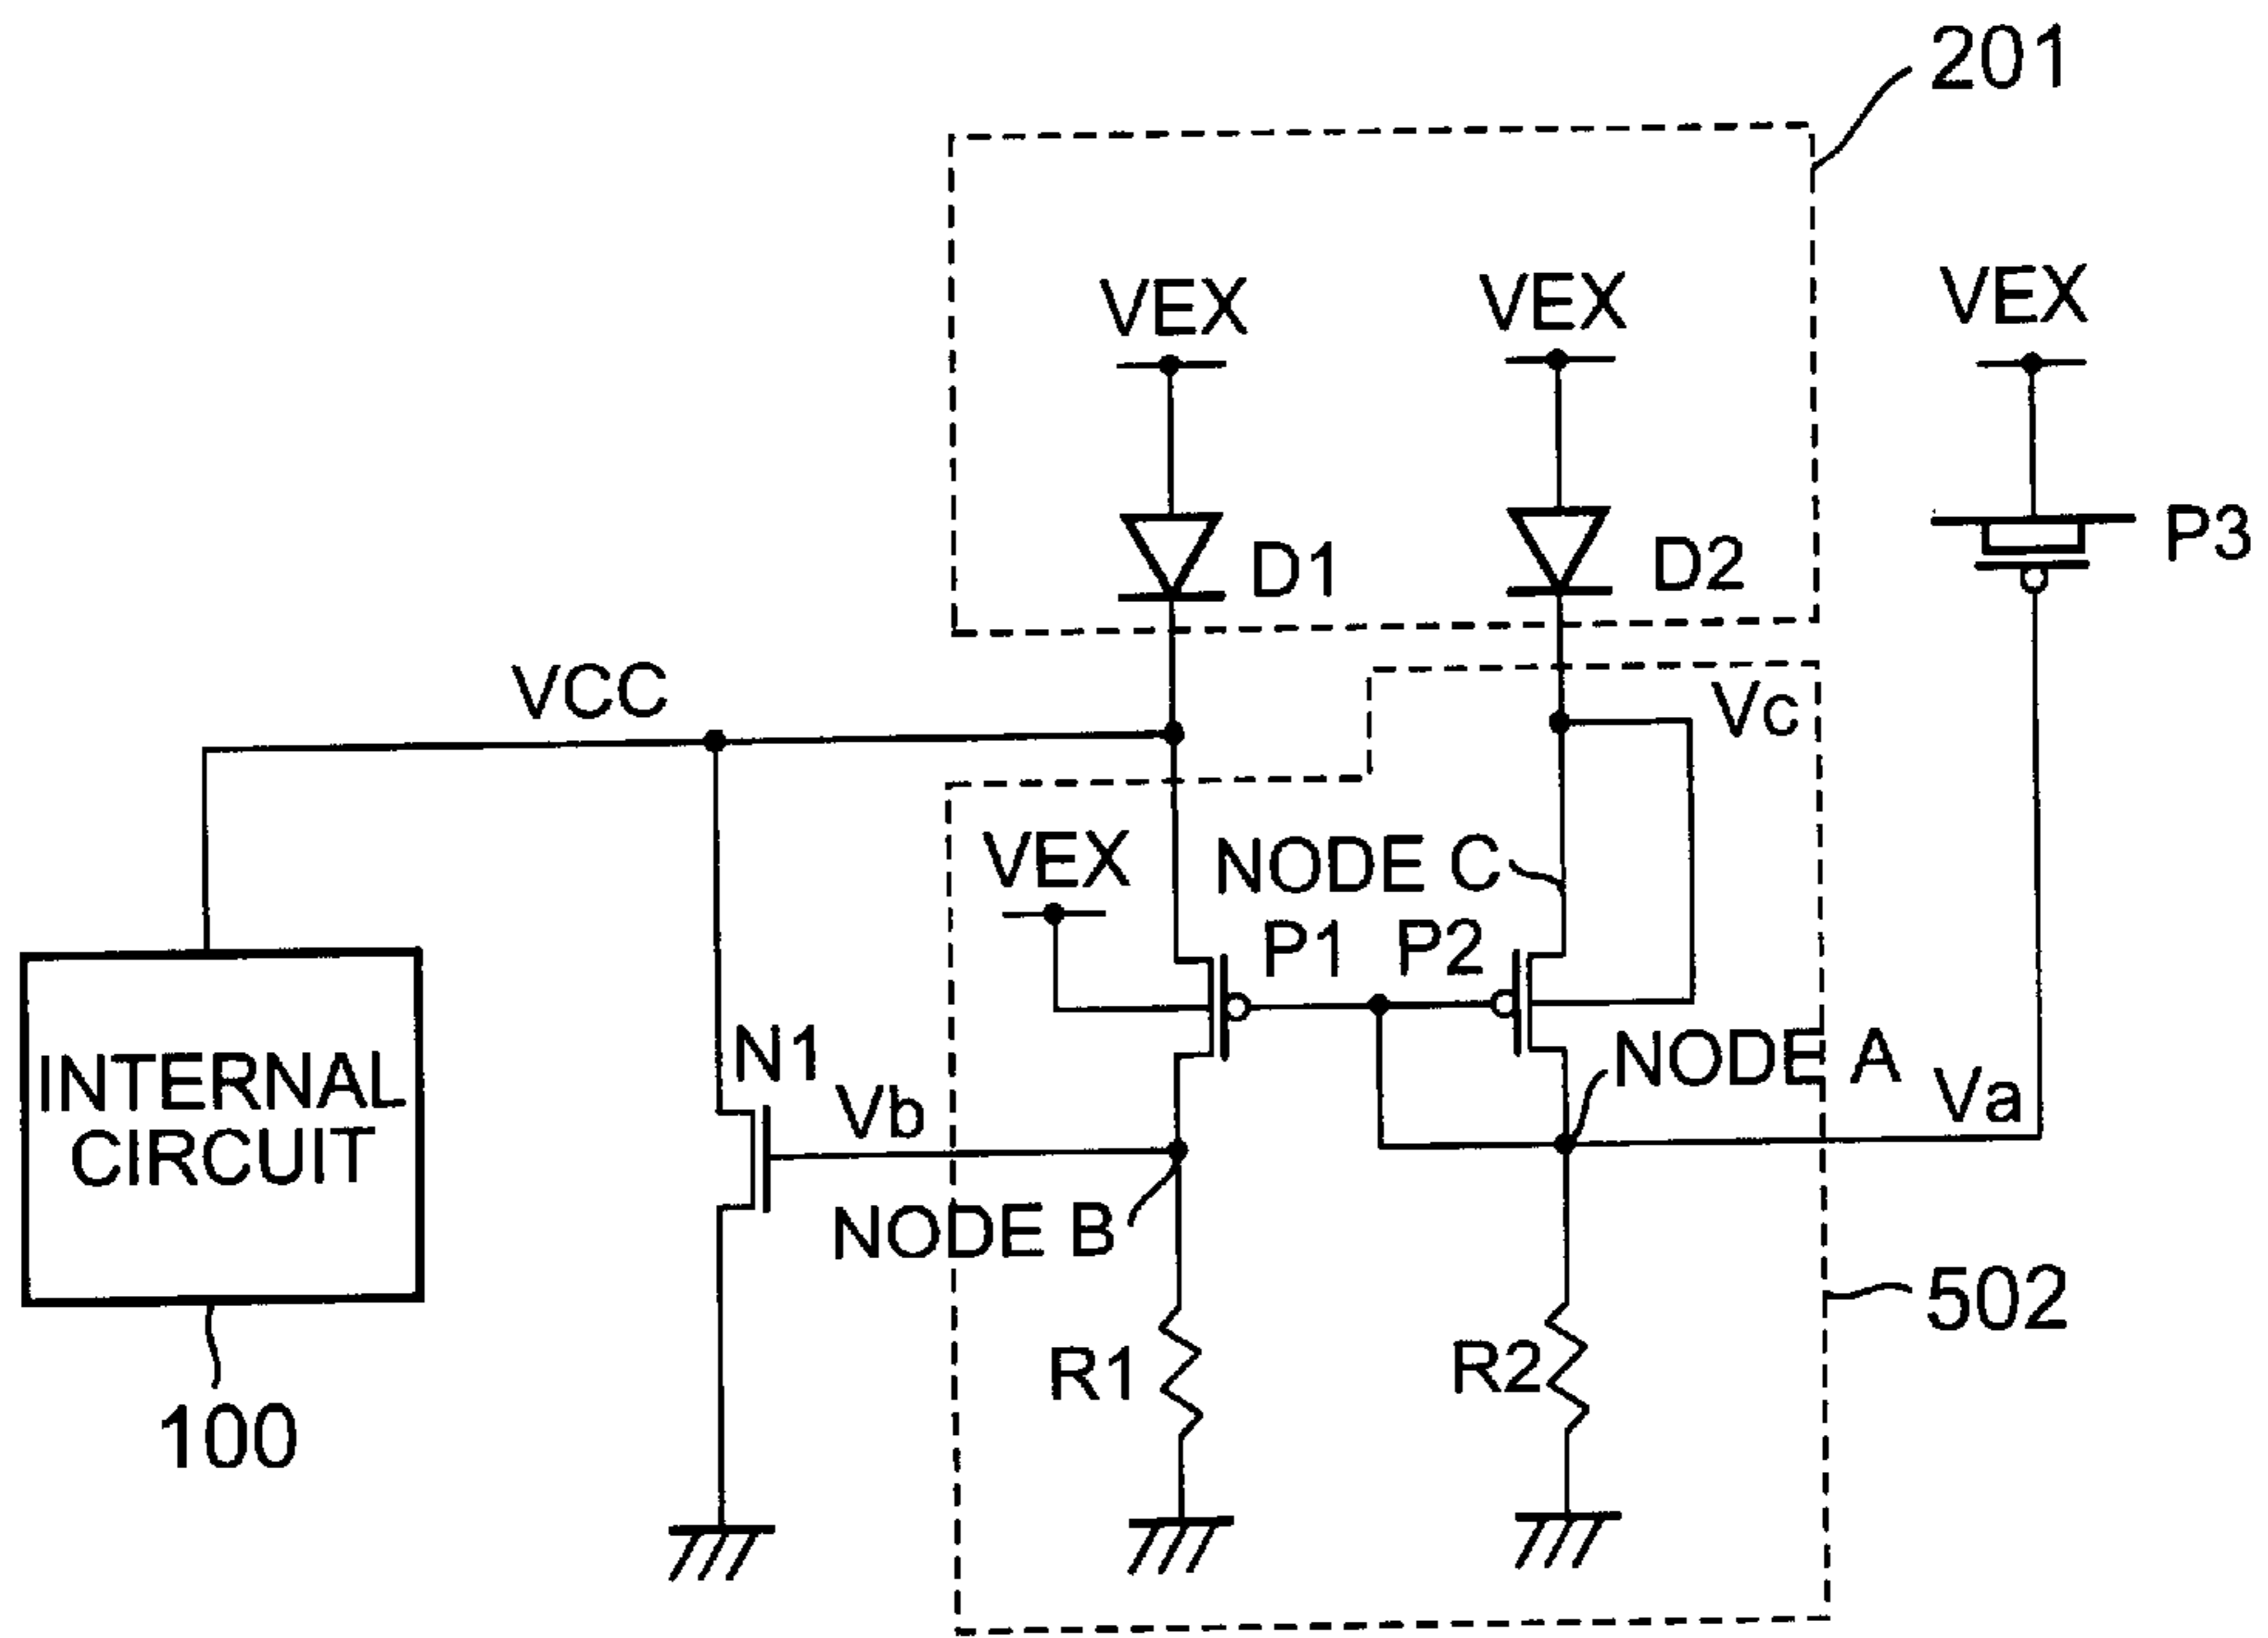 201
VEX
VEX
VEX
D1
D2
P3
VCC
Vc
VEX
NODE C
P1
P2
INTERNAL
CIRCUIT
N1
Vb
NODE A
Va
NODE B
502
R1
R2
100